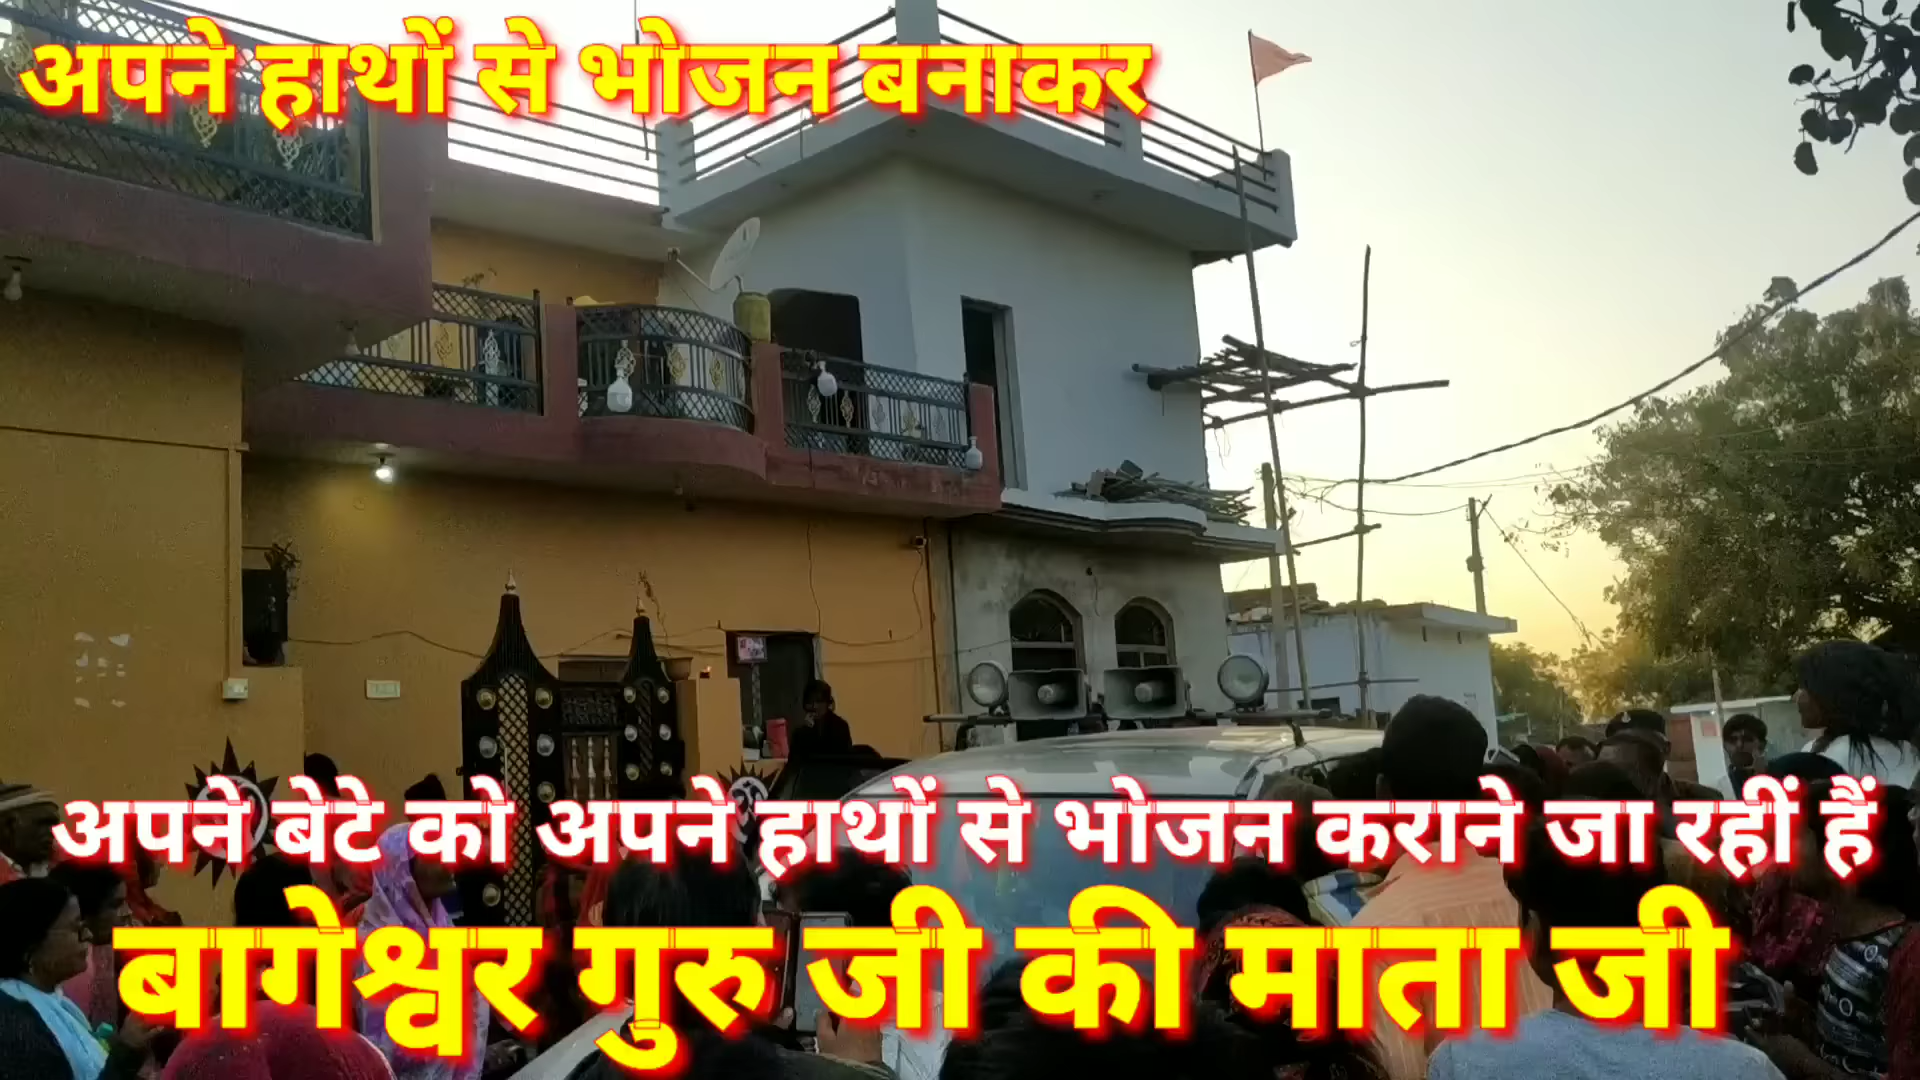 अपने हाथों से भोजन बनाकर
अपने बेटे को अपने हाथों से भोजन कराने जा रहीं हैं
बागेश्वर गुरु जी की माता जी